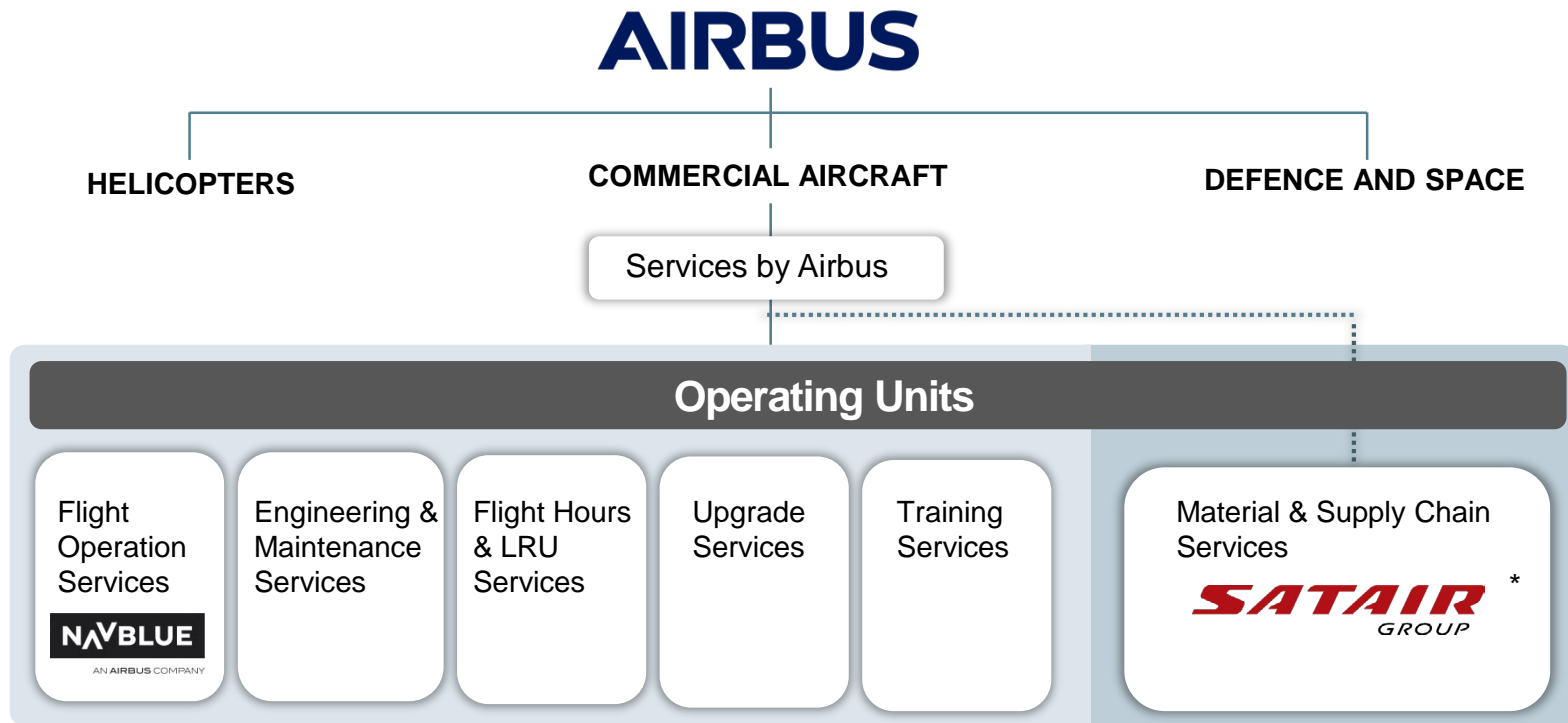 AIRBUS
HELICOPTERS
COMMERCIAL AIRCRAFT
DEFENCE AND SPACE
Services by Airbus
Operating Units
Flight
Operation
Services
NAVBLUE
AN AIRBUS COMPANY
Engineering &
Maintenance
Services
Flight Hours
& LRU
Services
Upgrade
Services
Training
Services
Material & Supply Chain
Services
SATAIR *
GROUP